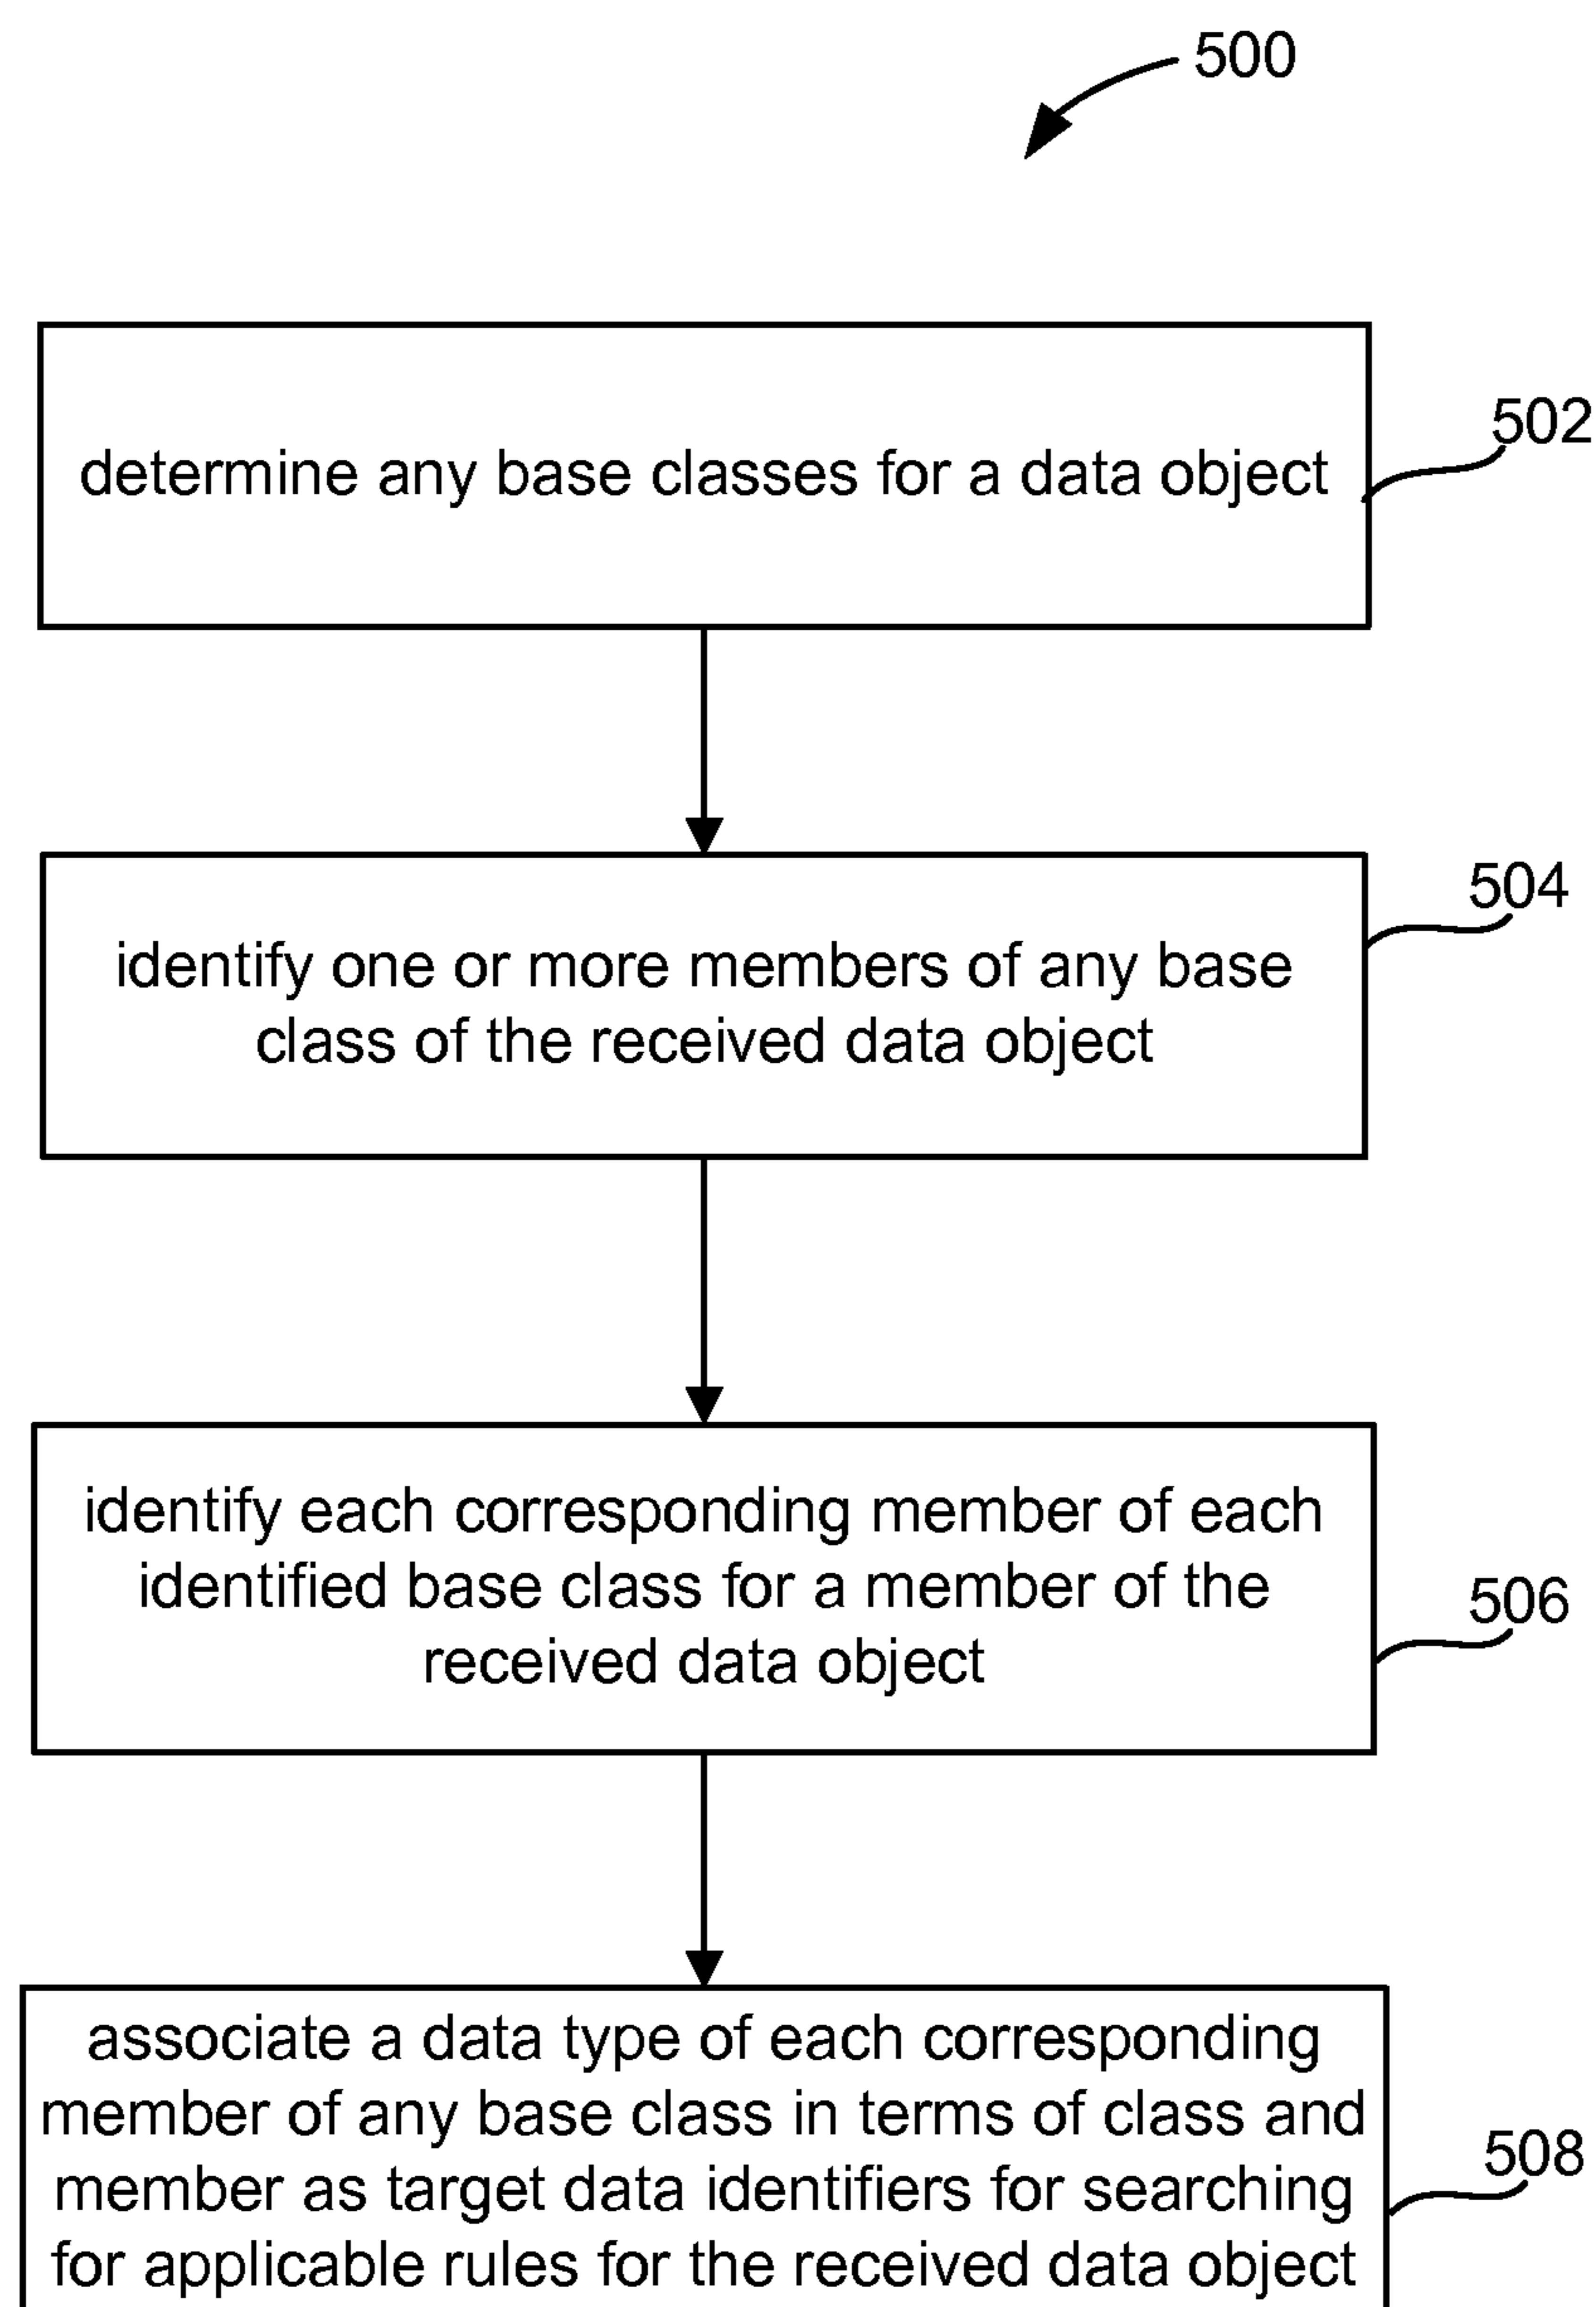 500
determine any base classes for a data object
502
identify one or more members of any base
class of the received data object
504
identify each corresponding member of each
identified base class for a member of the
received data object
506
associate a data type of each corresponding
member of any base class in terms of class and
member as target data identifiers for searching
for applicable rules for the received data object
508